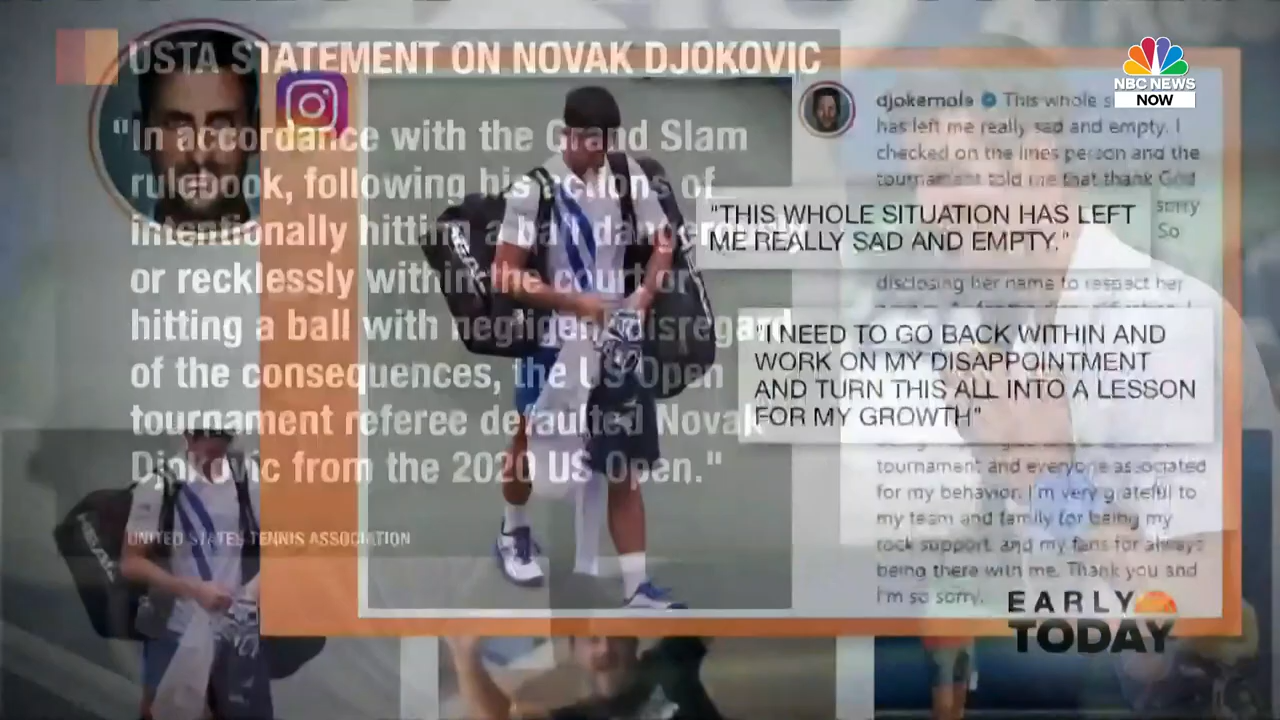 USTA STATEMENT ON NOVAK DJOKOVIC
"In accordance with the Grand Slam
rulebook, following his actions of
intentionally hitting a ball dangerously
or recklessly within the court or
hitting a ball with negligent disregard
of the consequences, the US Open
tournament referee defaulted Novak
Djokovic from the 2020 US Open."
UNITED STATES TENNIS ASSOCIATION
HEAD
HEAD
NBC NEWS
NOW
djokernole This whole
has left me really sad and empty. I
checked on the lines person and the
tournament told me that thank God
sorry
So
"THIS WHOLE SITUATION HAS LEFT
ME REALLY SAD AND EMPTY."
disclosing her name to respect her
"I NEED TO GO BACK WITHIN AND
WORK ON MY DISAPPOINTMENT
AND TURN THIS ALL INTO A LESSON
FOR MY GROWTH"
tournament and everyone associated
for my behavior. I'm very grateful to
my team and family for being my
rock support, and my fans for always
being there with me. Thank you and
I'm so sorry.
EARLY
TODAY